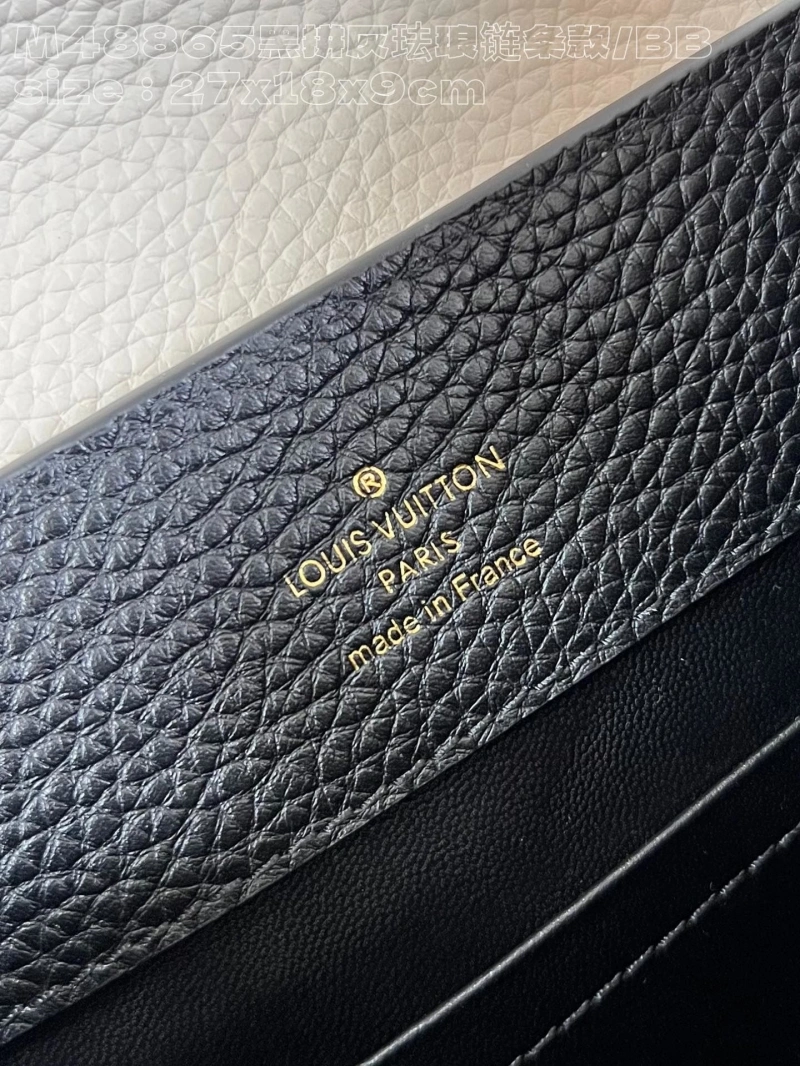 M48865黑拼灰珐琅链条款/BB
size：27x18x9cm
®
LOUIS VUITTON
PARIS
made in France